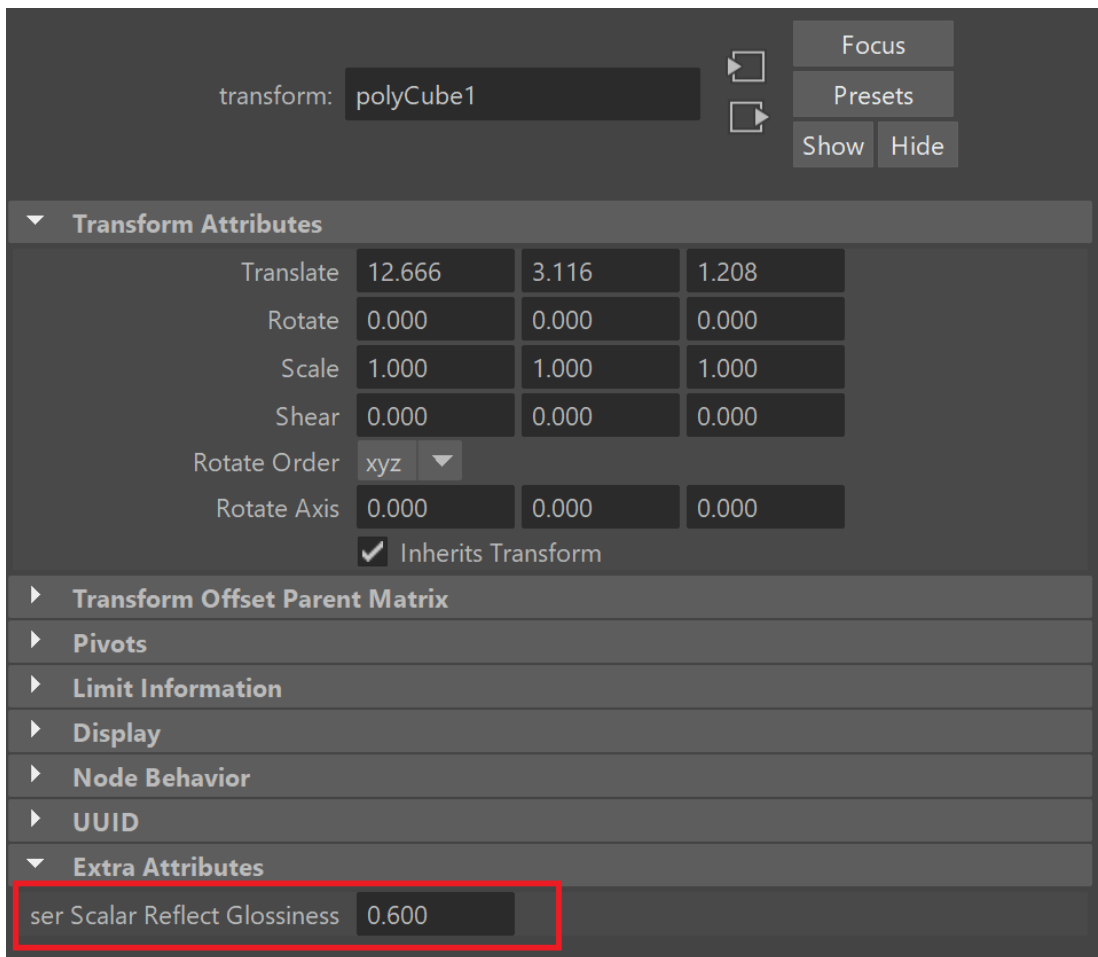 Focus
transform: polyCube1 Presets
Show Hide
Transform Attributes
Translate 12.666 3.116 1.208
Rotate 0.000 0.000 0.000
Scale 1.000 1.000 1.000
Shear 0.000 0.000 0.000
Rotate Order xyz
Rotate Axis 0.000 0.000 0.000
Inherits Transform
Transform Offset Parent Matrix
Pivots
Limit Information
Display
Node Behavior
UUID
Extra Attributes
ser Scalar Reflect Glossiness 0.600